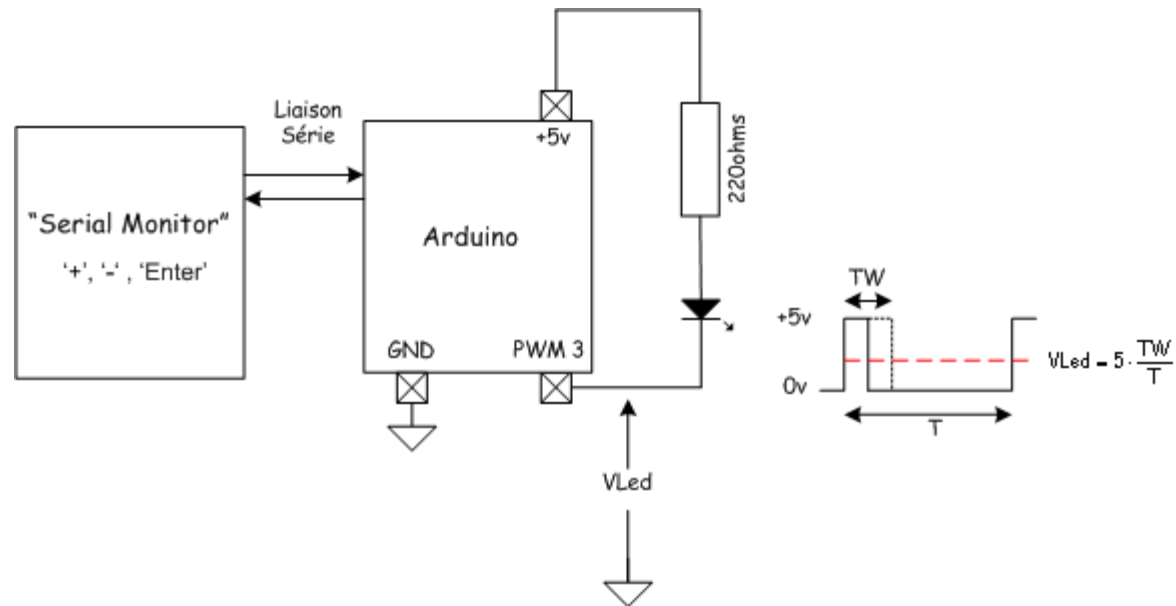 Liaison
Série
+5v
220ohms
"Serial Monitor"
'+', '-' , 'Enter'
Arduino
GND
PWM 3
VLed
TW
+5v
0v
T
VLed = 5 · TW
T